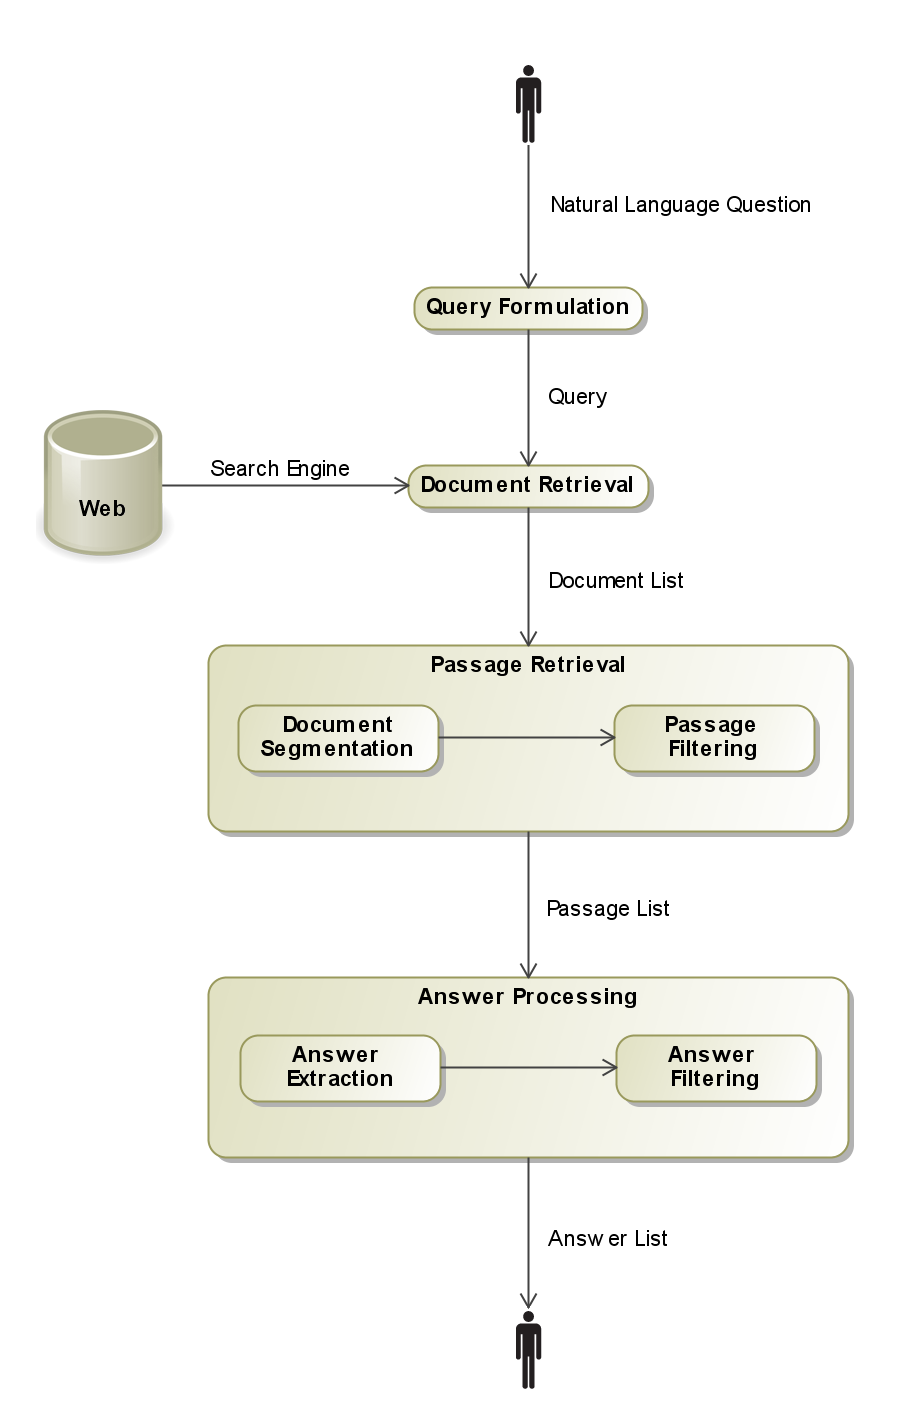 Natural Language Question
Query Formulation
Query
Search Engine
Web
Document Retrieval
Document List
Passage Retrieval
Document
Segmentation
Passage
Filtering
Passage List
Answer Processing
Answer
Extraction
Answer
Filtering
Answer List